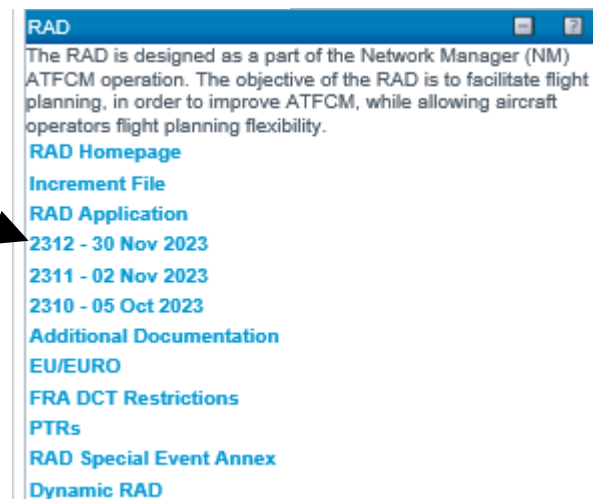 RAD
The RAD is designed as a part of the Network Manager (NM)
ATFCM operation. The objective of the RAD is to facilitate flight
planning, in order to improve ATFCM, while allowing aircraft
operators flight planning flexibility.
RAD Homepage
Increment File
RAD Application
2312 - 30 Nov 2023
2311 - 02 Nov 2023
2310 - 05 Oct 2023
Additional Documentation
EU/EURO
FRA DCT Restrictions
PTRs
RAD Special Event Annex
Dynamic RAD